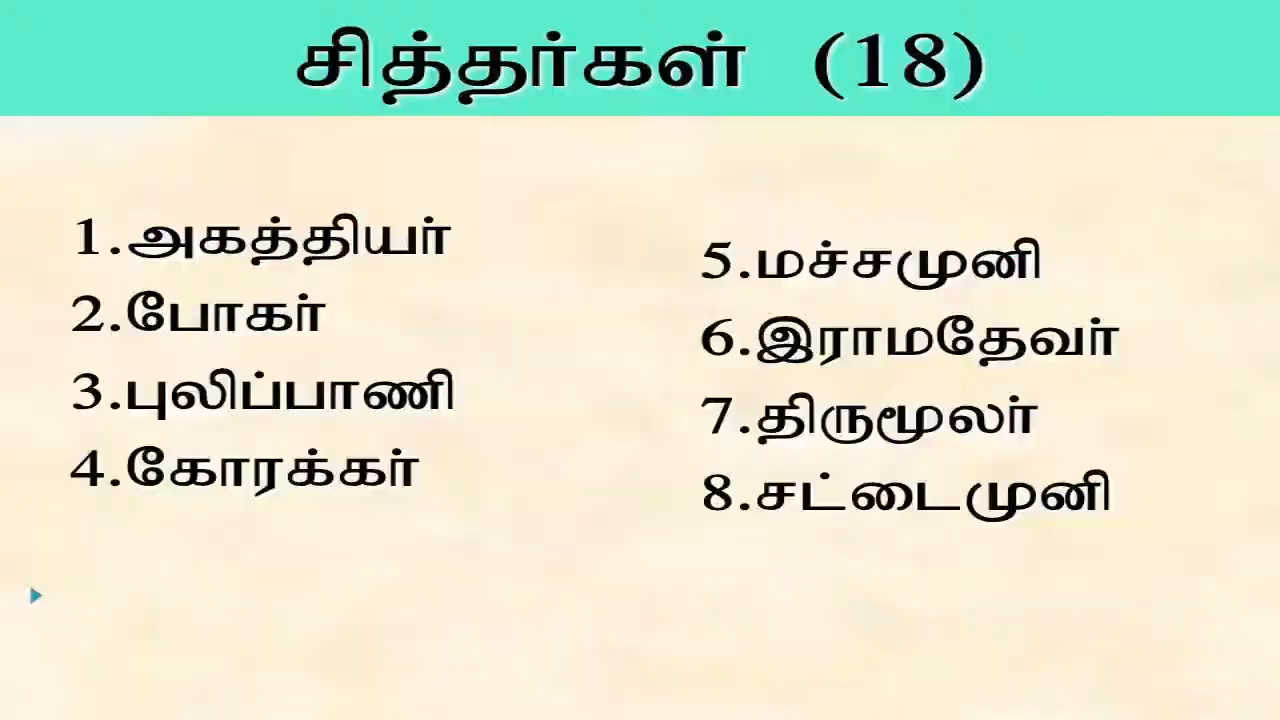 சித்தர்கள் (18)
1.அகத்தியர்
2.போகர்
3.புலிப்பாணி
4.கோரக்கர்
5.மச்சமுனி
6.இராமதேவர்
7.திருமூலர்
8.சட்டைமுனி